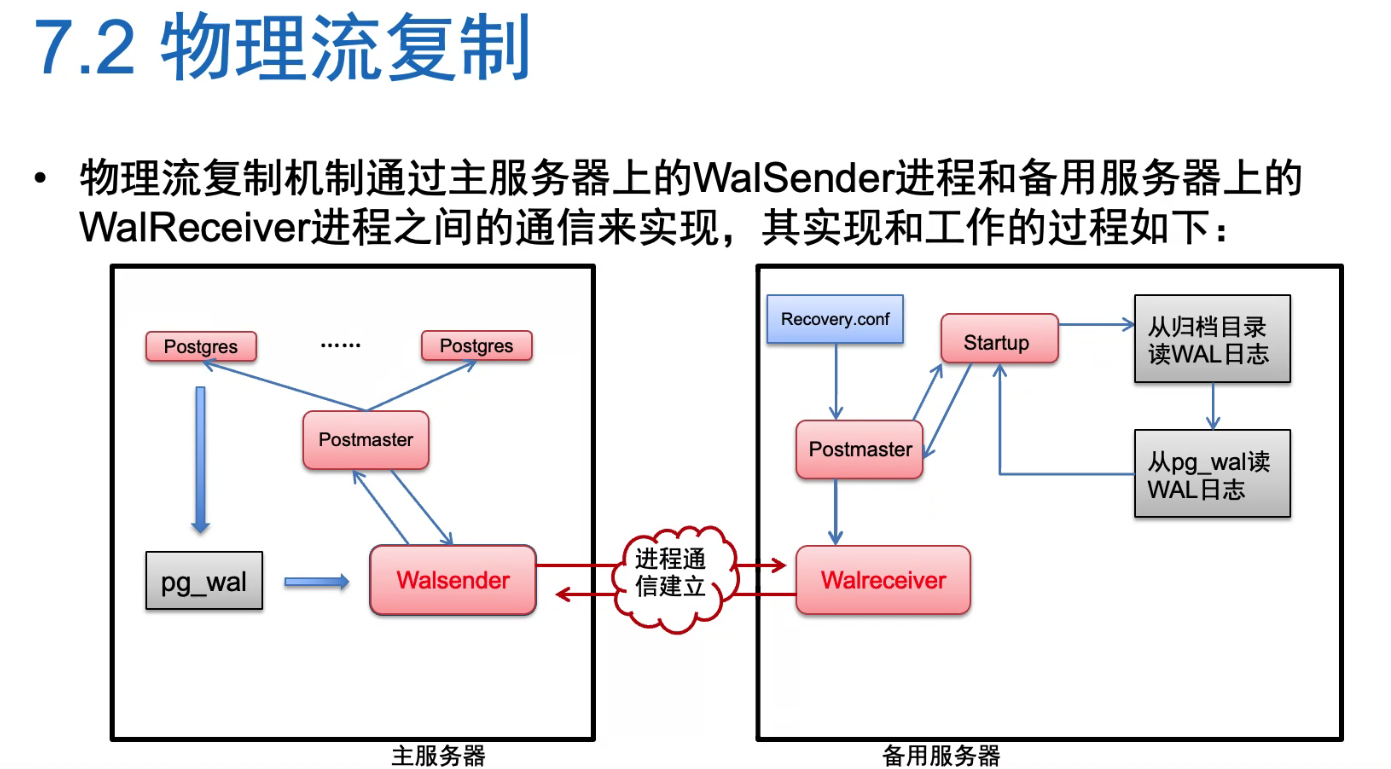 7.2 物理流复制
• 物理流复制机制通过主服务器上的WalSender进程和备用服务器上的
WalReceiver进程之间的通信来实现，其实现和工作的过程如下：
Postgres
……
Postgres
Postmaster
pg_wal
Walsender
主服务器
进程通
信建立
Recovery.conf
Startup
从归档目录
读WAL日志
Postmaster
从pg_wal读
WAL日志
Walreceiver
备用服务器